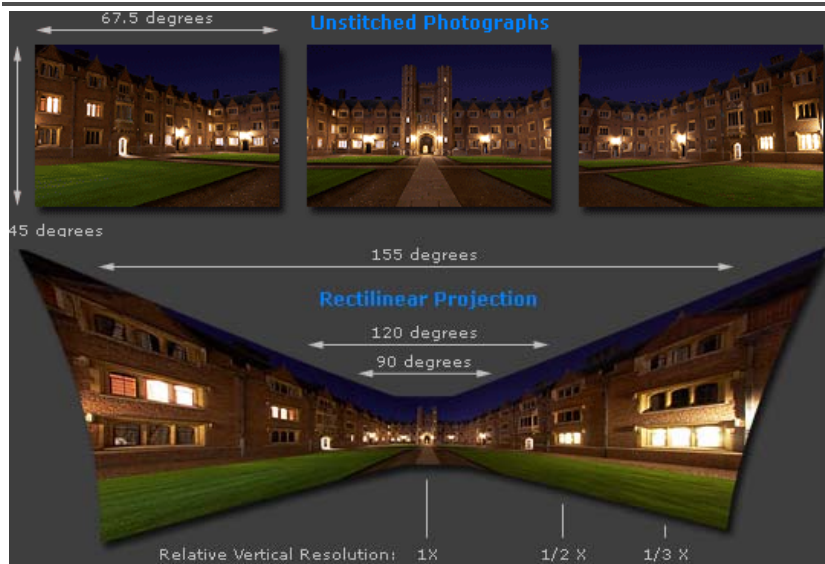 67.5 degrees
Unstitched Photographs
45 degrees
155 degrees
Rectilinear Projection
120 degrees
90 degrees
Relative Vertical Resolution: 1X 1/2 X 1/3 X